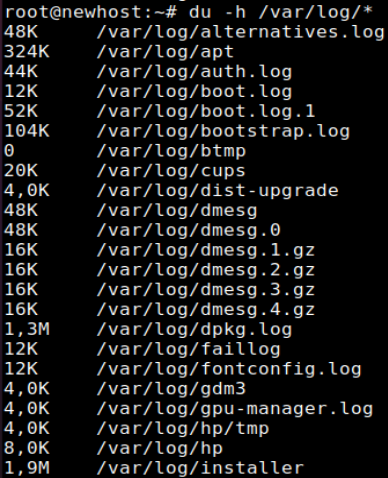 root@newhost:~# du -h /var/log/*
48K /var/log/alternatives.log
324K /var/log/apt
44K /var/log/auth.log
12K /var/log/boot.log
52K /var/log/boot.log.1
104K /var/log/bootstrap.log
0 /var/log/btmp
20K /var/log/cups
4,0K /var/log/dist-upgrade
48K /var/log/dmesg
48K /var/log/dmesg.0
16K /var/log/dmesg.1.gz
16K /var/log/dmesg.2.gz
16K /var/log/dmesg.3.gz
16K /var/log/dmesg.4.gz
1,3M /var/log/dpkg.log
12K /var/log/faillog
12K /var/log/fontconfig.log
4,0K /var/log/gdm3
4,0K /var/log/gpu-manager.log
4,0K /var/log/hp/tmp
8,0K /var/log/hp
1,9M /var/log/installer